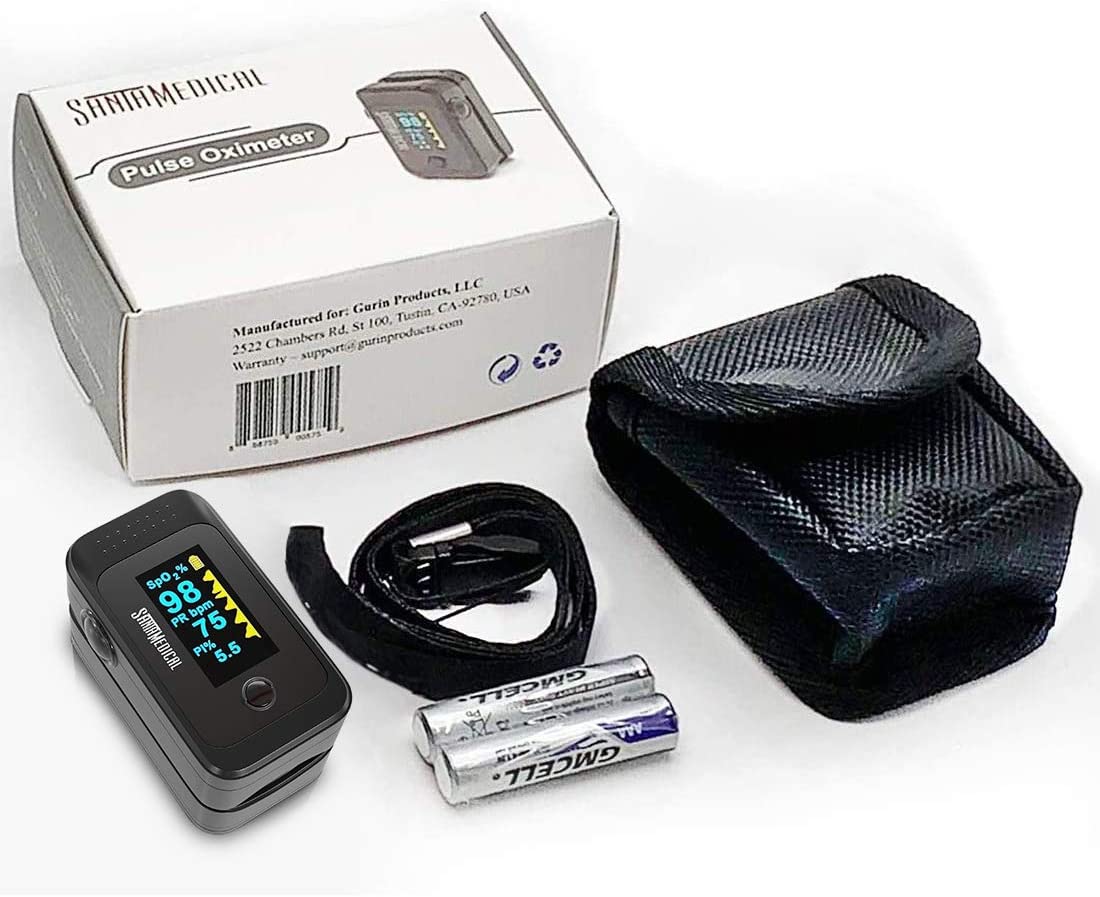 SANTAMEDICAL
Pulse Oximeter
Manufactured for: Gurin Products, LLC
2522 Chambers Rd, St 100, Tustin, CA-92780, USA
Warranty – support@gurinproducts.com
SpO2%
98
PR bpm
75
PI%
5.5
SANTAMEDICAL
GMCELL
AAA
GMCELL